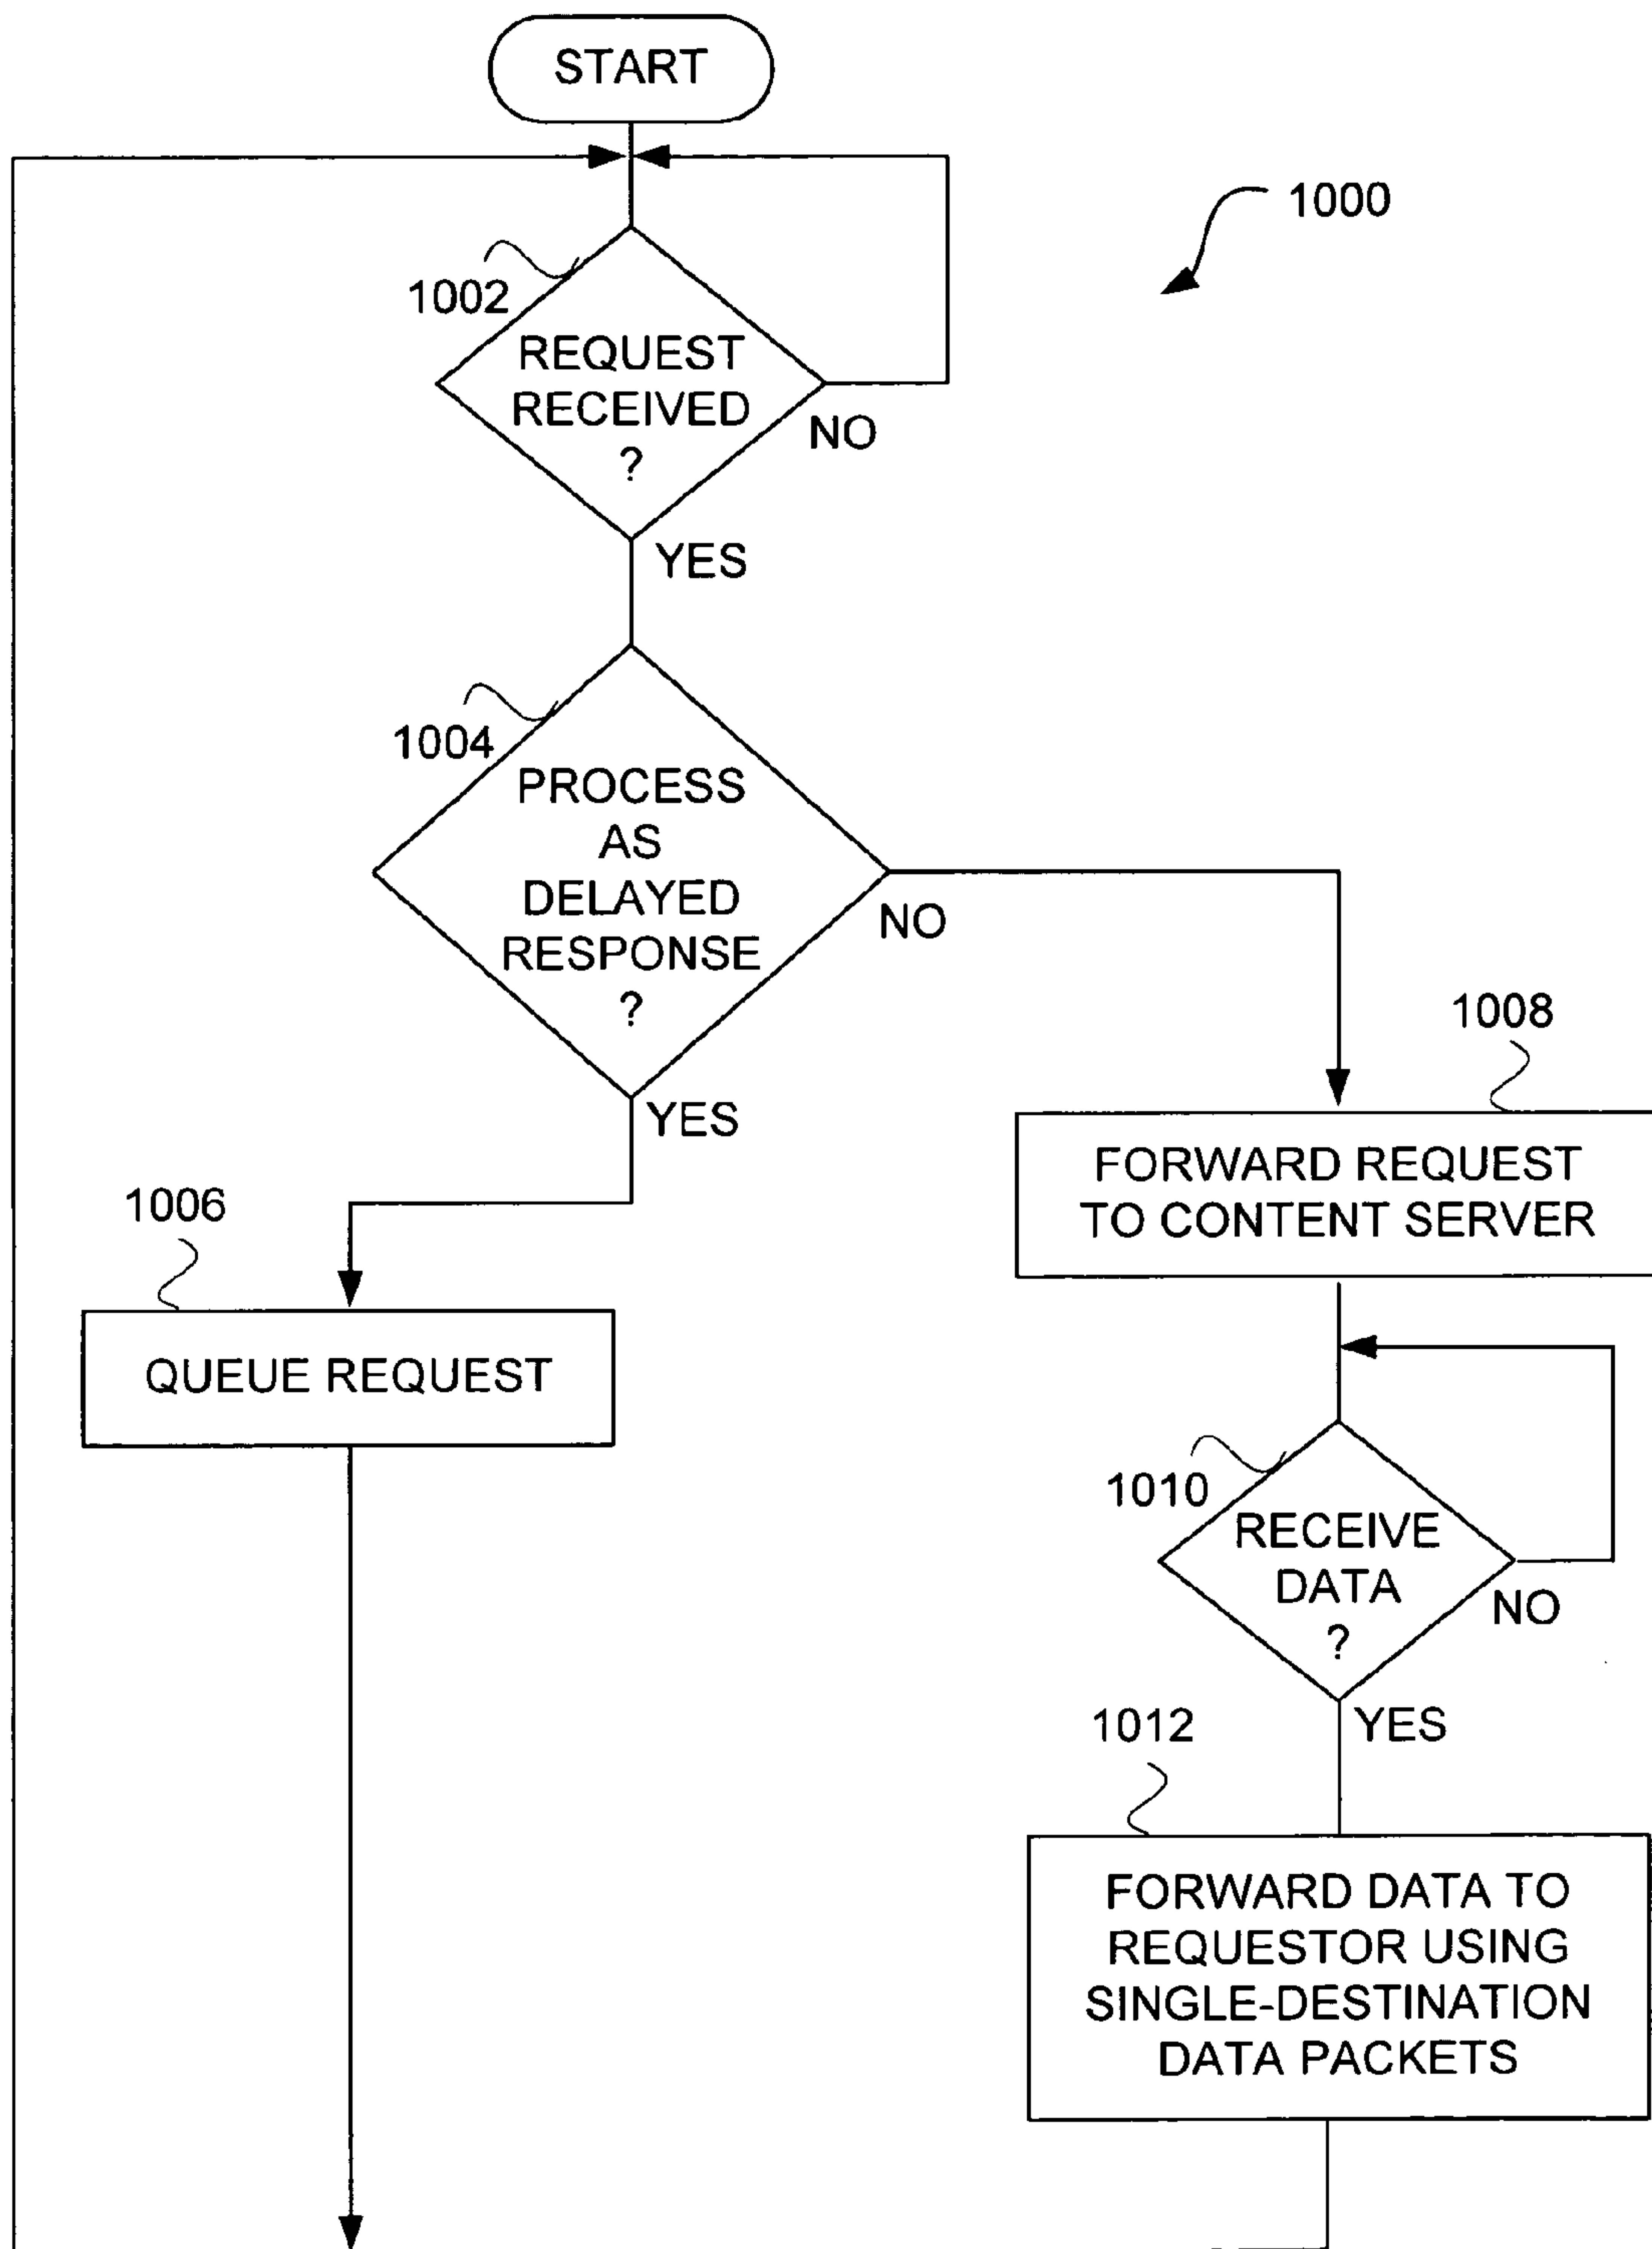 START
1000
1002
REQUEST
RECEIVED
?
NO
YES
1004
PROCESS
AS
DELAYED
RESPONSE
?
NO
YES
1008
FORWARD REQUEST
TO CONTENT SERVER
1006
QUEUE REQUEST
1010
RECEIVE
DATA
?
NO
YES
1012
FORWARD DATA TO
REQUESTOR USING
SINGLE-DESTINATION
DATA PACKETS